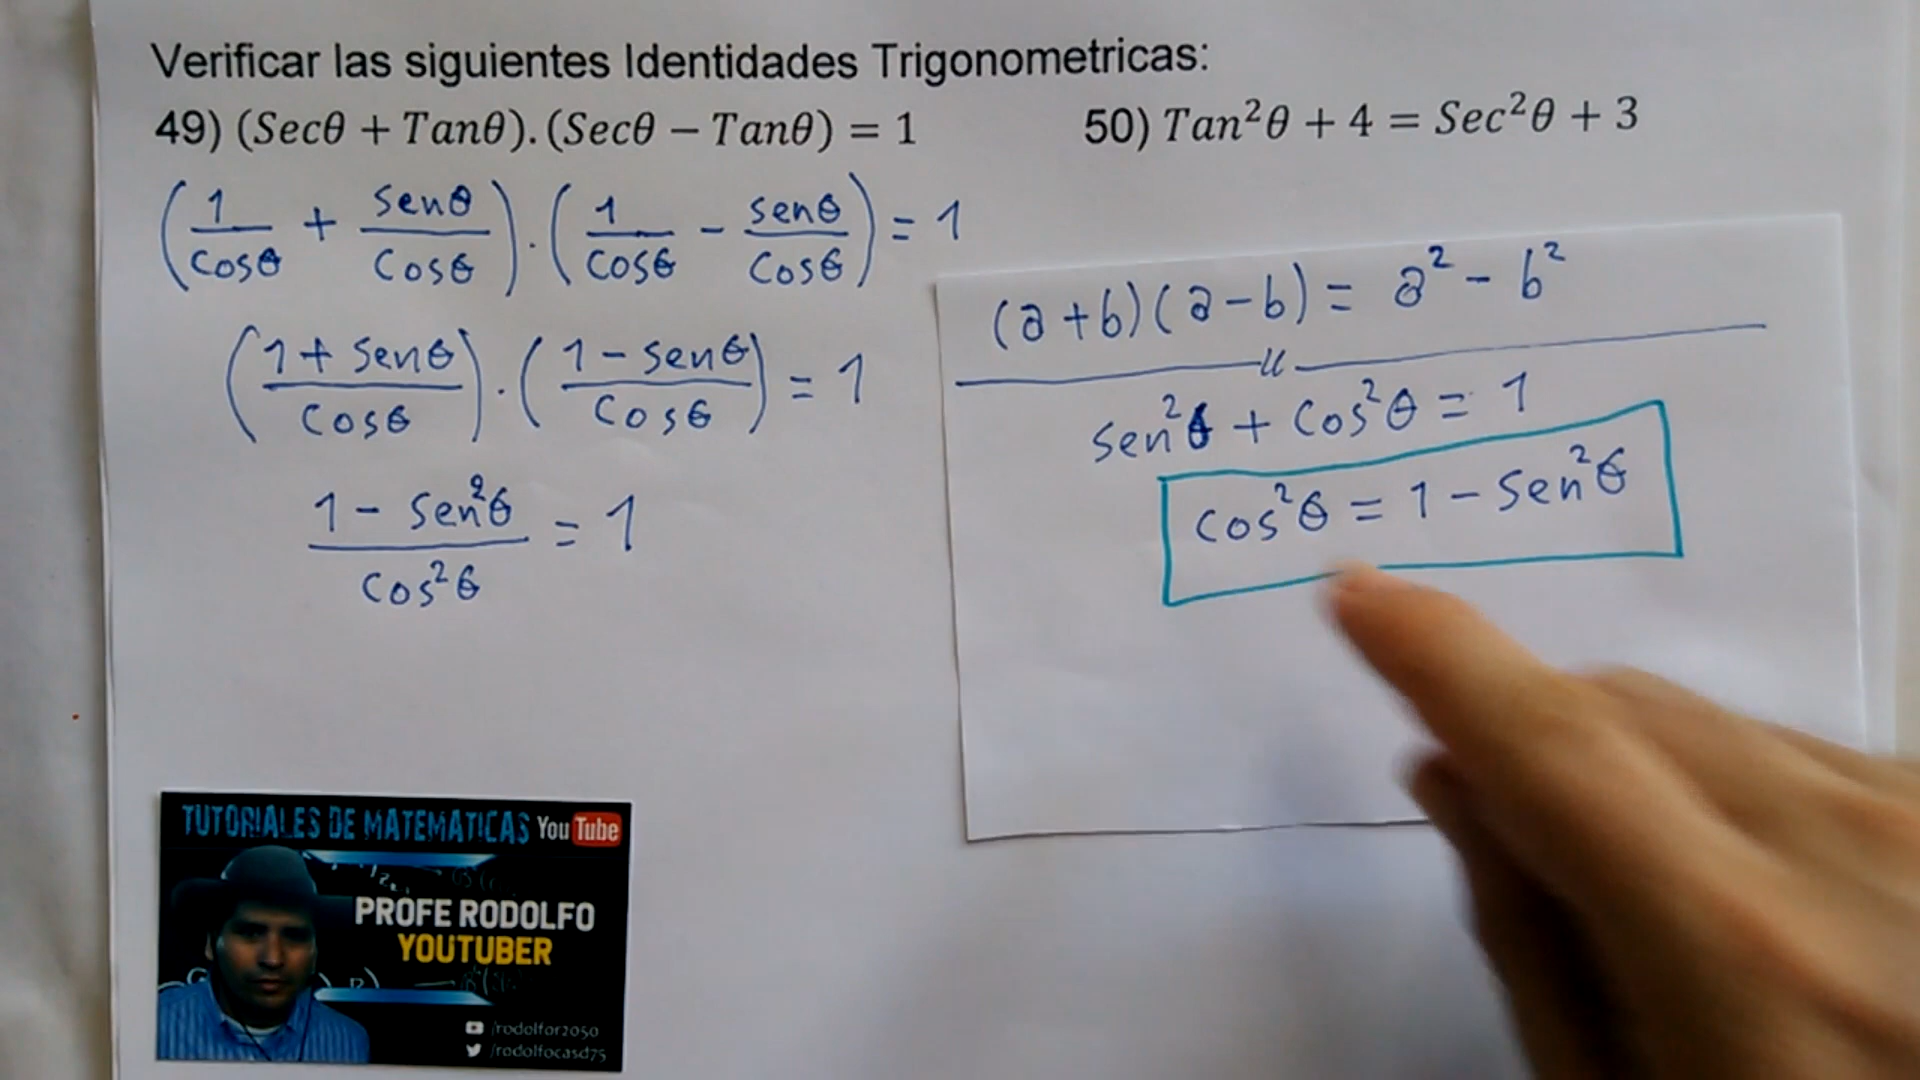 Verificar las siguientes Identidades Trigonometricas:
49) (Secθ + Tanθ).(Secθ − Tanθ) = 1
50) Tan²θ + 4 = Sec²θ + 3
(1/Cosθ + Senθ/Cosθ).(1/Cosθ − Senθ/Cosθ) = 1
(1 + Senθ/Cosθ).(1 − Senθ/Cosθ) = 1
1 − Sen²θ/Cos²θ = 1
(a+b)(a−b) = a² − b²
Sen²θ + Cos²θ = 1
Cos²θ = 1 − Sen²θ
TUTORIALES DE MATEMATICAS YouTube
PROFE RODOLFO
YOUTUBER
/rodolfor2050
/rodolfocasd75